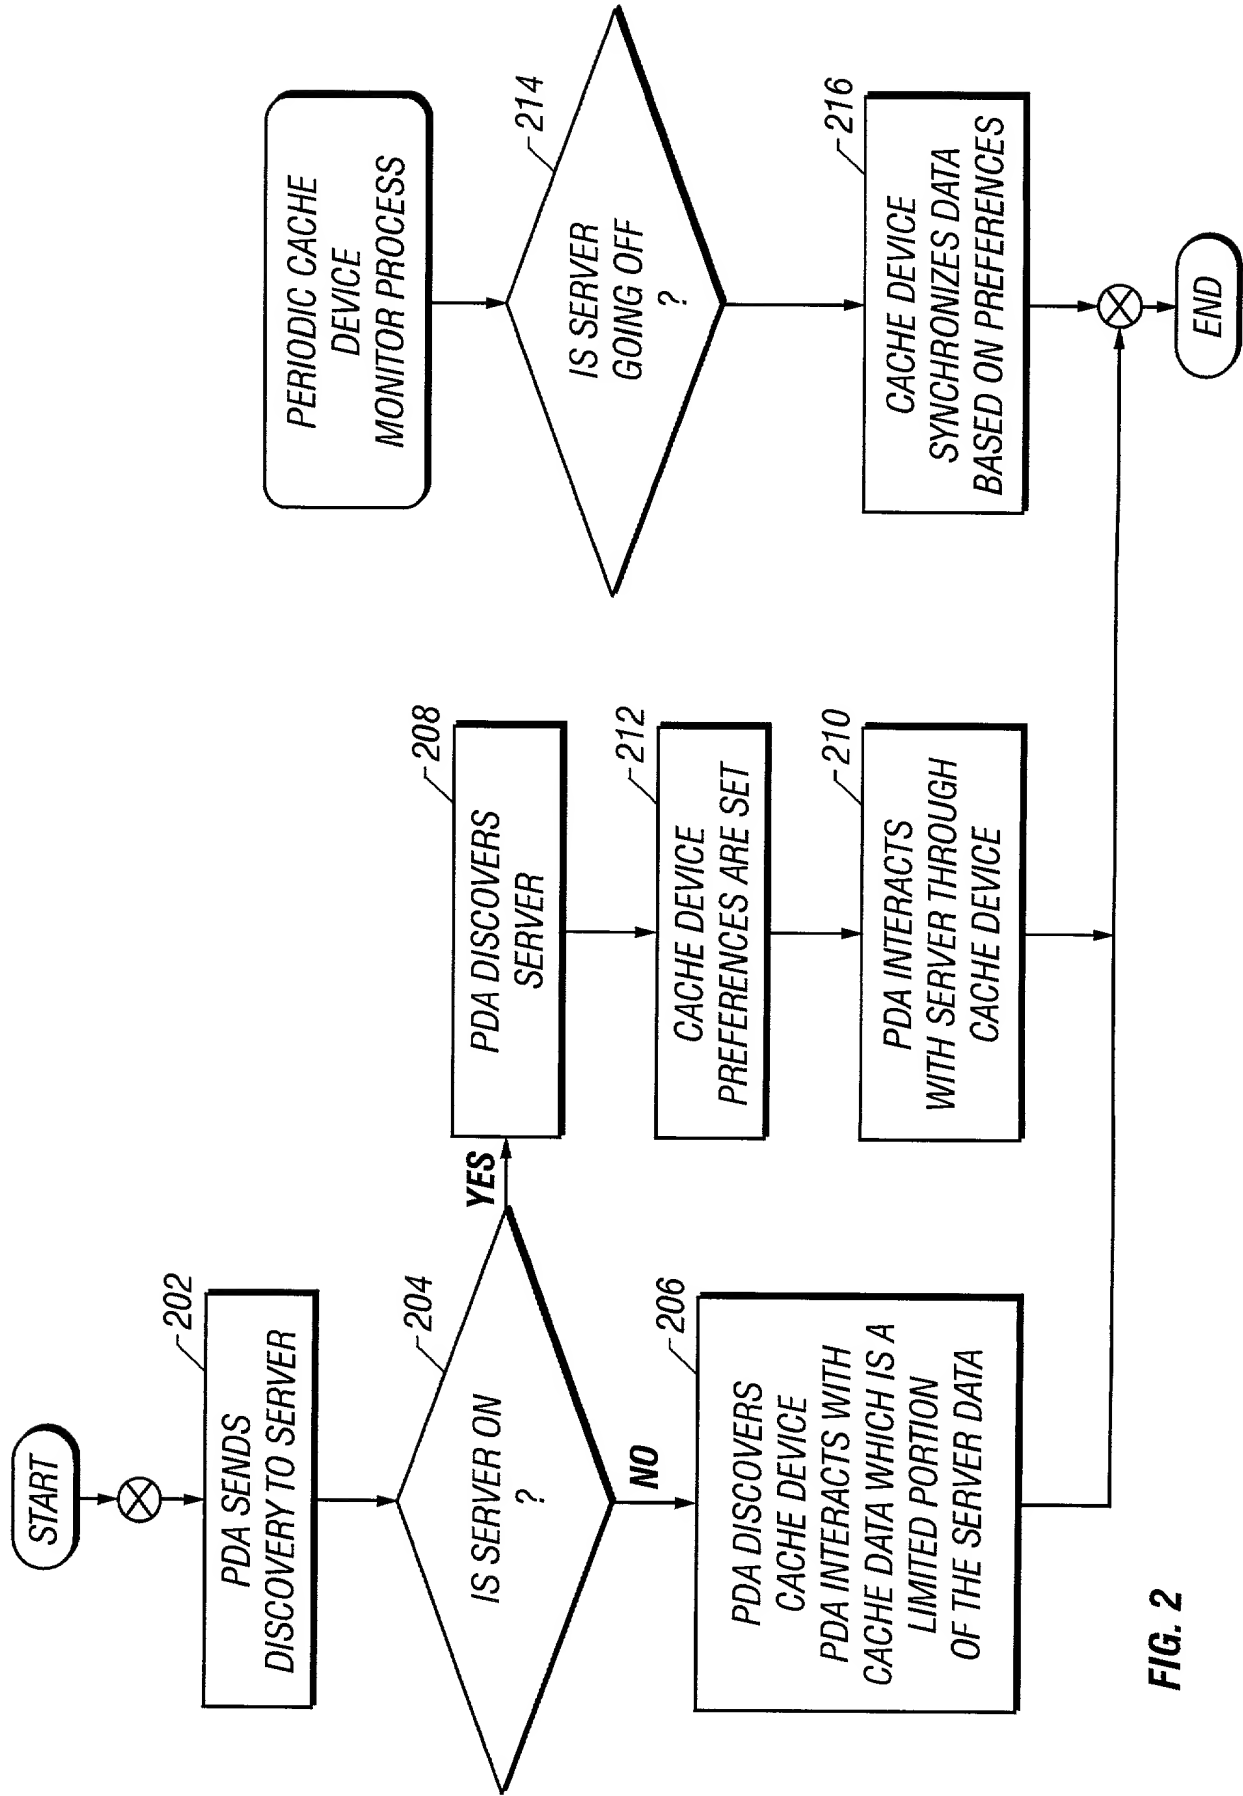 START
202
PDA SENDS
DISCOVERY TO SERVER
204
IS SERVER ON
?
YES
NO
206
PDA DISCOVERS
CACHE DEVICE
PDA INTERACTS WITH
CACHE DATA WHICH IS A
LIMITED PORTION
OF THE SERVER DATA
208
PDA DISCOVERS
SERVER
212
CACHE DEVICE
PREFERENCES ARE SET
210
PDA INTERACTS
WITH SERVER THROUGH
CACHE DEVICE
PERIODIC CACHE
DEVICE
MONITOR PROCESS
214
IS SERVER
GOING OFF
?
216
CACHE DEVICE
SYNCHRONIZES DATA
BASED ON PREFERENCES
END
FIG. 2